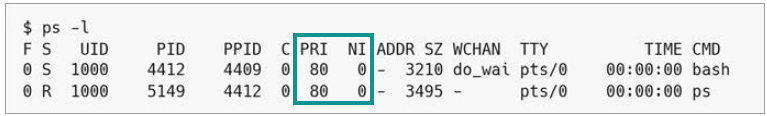 $ ps -l
F S UID PID PPID C PRI NI ADDR SZ WCHAN TTY TIME CMD
0 S 1000 4412 4409 0 80 0 - 3210 do_wai pts/0 00:00:00 bash
0 R 1000 5149 4412 0 80 0 - 3495 - pts/0 00:00:00 ps